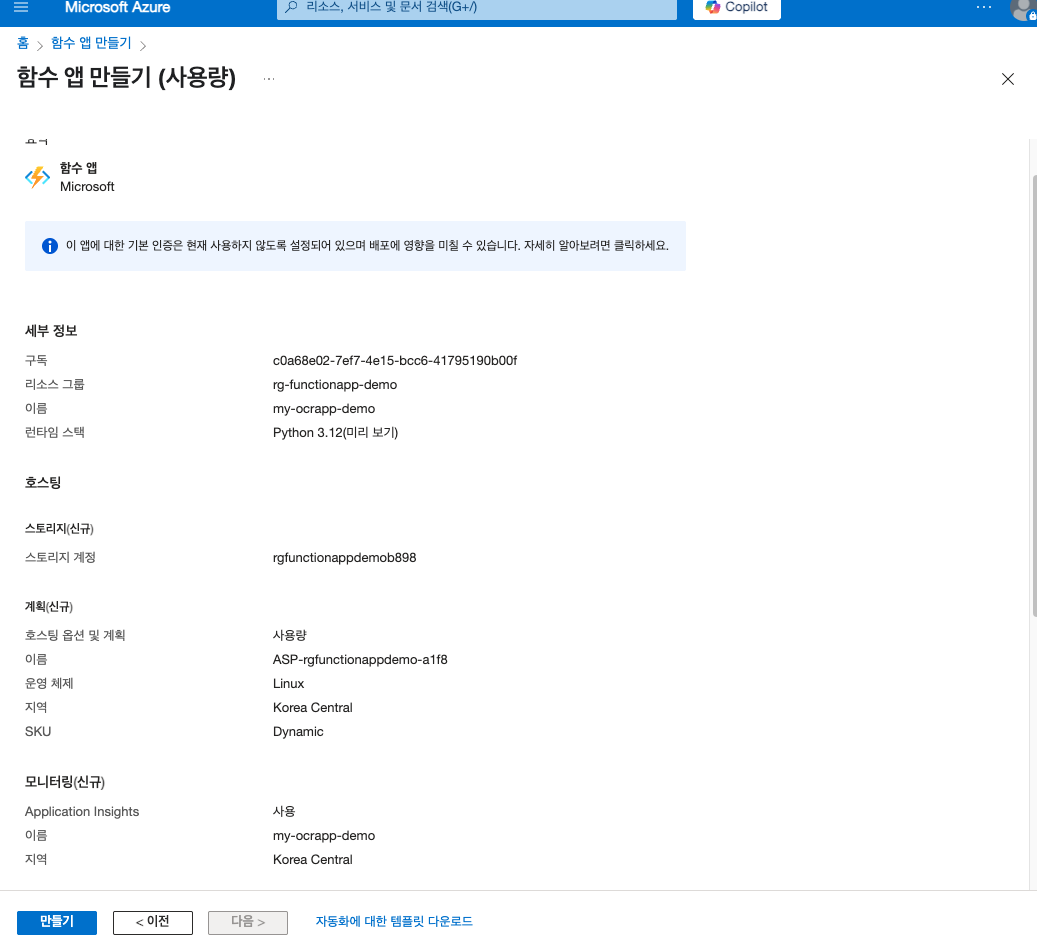 Microsoft Azure
리소스, 서비스 및 문서 검색(G+/)
Copilot
홈 > 함수 앱 만들기 >
함수 앱 만들기 (사용량) ...
함수 앱
Microsoft
이 앱에 대한 기본 인증은 현재 사용하지 않도록 설정되어 있으며 배포에 영향을 미칠 수 있습니다. 자세히 알아보려면 클릭하세요.
세부 정보
구독 c0a68e02-7ef7-4e15-bcc6-41795190b00f
리소스 그룹 rg-functionapp-demo
이름 my-ocrapp-demo
런타임 스택 Python 3.12(미리 보기)
호스팅
스토리지(신규)
스토리지 계정 rgfunctionappdemob898
계획(신규)
호스팅 옵션 및 계획 사용량
이름 ASP-rgfunctionappdemo-a1f8
운영 체제 Linux
지역 Korea Central
SKU Dynamic
모니터링(신규)
Application Insights 사용
이름 my-ocrapp-demo
지역 Korea Central
만들기 < 이전 다음 > 자동화에 대한 템플릿 다운로드